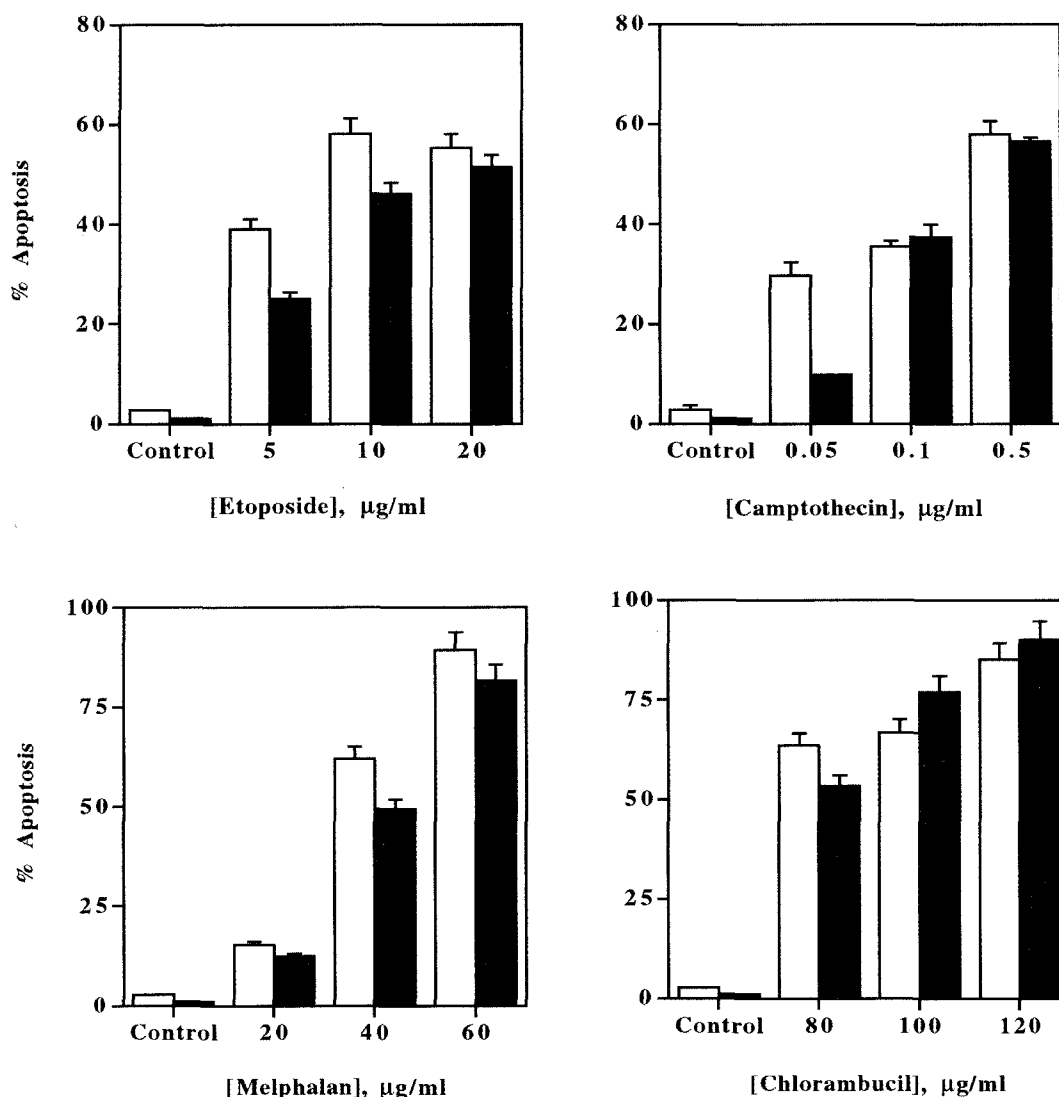 80
60
40
20
0
% Apoptosis
Control 5 10 20
[Etoposide], μg/ml
80
60
40
20
0
Control 0.05 0.1 0.5
[Camptothecin], μg/ml
100
75
50
25
0
% Apoptosis
Control 20 40 60
[Melphalan], μg/ml
100
75
50
25
0
Control 80 100 120
[Chlorambucil], μg/ml